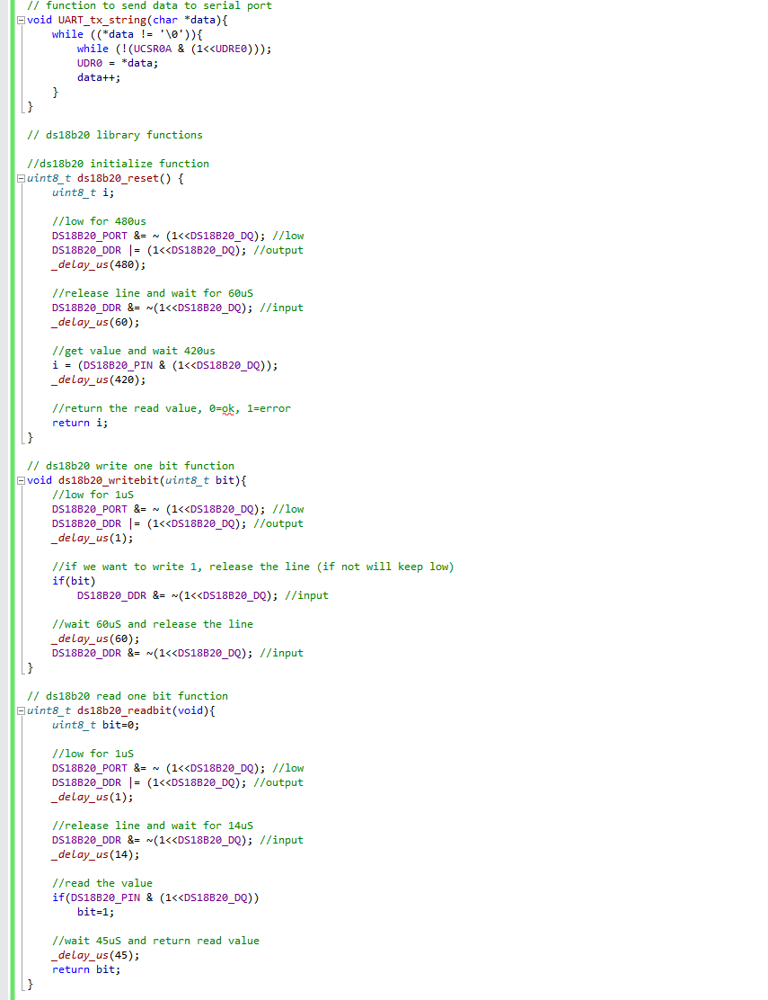 // function to send data to serial port
void UART_tx_string(char *data){
    while ((*data != '\0')){
        while (!(UCSR0A & (1<<UDRE0)));
        UDR0 = *data;
        data++;
    }
}

// ds18b20 library functions

//ds18b20 initialize function
uint8_t ds18b20_reset() {
    uint8_t i;

    //low for 480us
    DS18B20_PORT &= ~ (1<<DS18B20_DQ); //low
    DS18B20_DDR |= (1<<DS18B20_DQ); //output
    _delay_us(480);

    //release line and wait for 60uS
    DS18B20_DDR &= ~(1<<DS18B20_DQ); //input
    _delay_us(60);

    //get value and wait 420us
    i = (DS18B20_PIN & (1<<DS18B20_DQ));
    _delay_us(420);

    //return the read value, 0=ok, 1=error
    return i;
}

// ds18b20 write one bit function
void ds18b20_writebit(uint8_t bit){
    //low for 1uS
    DS18B20_PORT &= ~ (1<<DS18B20_DQ); //low
    DS18B20_DDR |= (1<<DS18B20_DQ); //output
    _delay_us(1);

    //if we want to write 1, release the line (if not will keep low)
    if(bit)
        DS18B20_DDR &= ~(1<<DS18B20_DQ); //input

    //wait 60uS and release the line
    _delay_us(60);
    DS18B20_DDR &= ~(1<<DS18B20_DQ); //input
}

// ds18b20 read one bit function
uint8_t ds18b20_readbit(void){
    uint8_t bit=0;

    //low for 1uS
    DS18B20_PORT &= ~ (1<<DS18B20_DQ); //low
    DS18B20_DDR |= (1<<DS18B20_DQ); //output
    _delay_us(1);

    //release line and wait for 14uS
    DS18B20_DDR &= ~(1<<DS18B20_DQ); //input
    _delay_us(14);

    //read the value
    if(DS18B20_PIN & (1<<DS18B20_DQ))
        bit=1;

    //wait 45uS and return read value
    _delay_us(45);
    return bit;
}